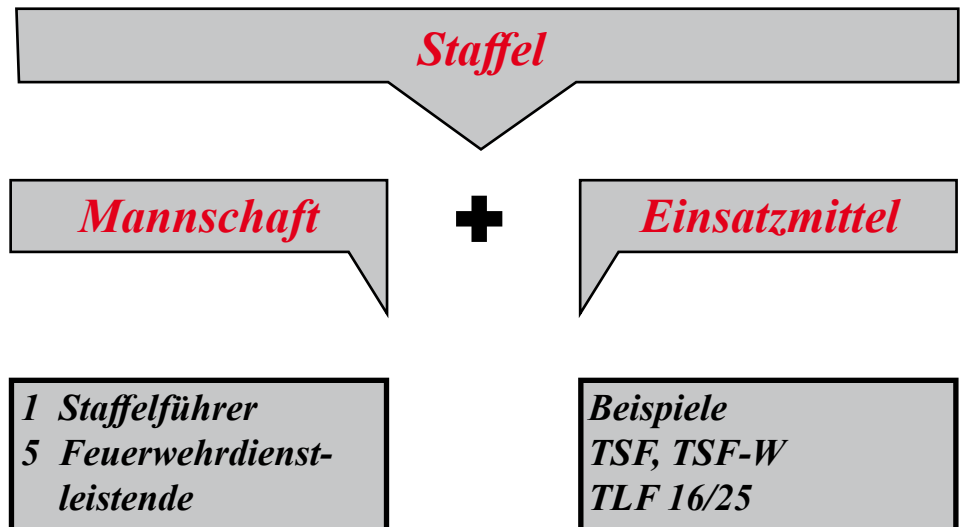 Staffel
Mannschaft
Einsatzmittel
1 Staffelführer
5 Feuerwehrdienst-
leistende
Beispiele
TSF, TSF-W
TLF 16/25